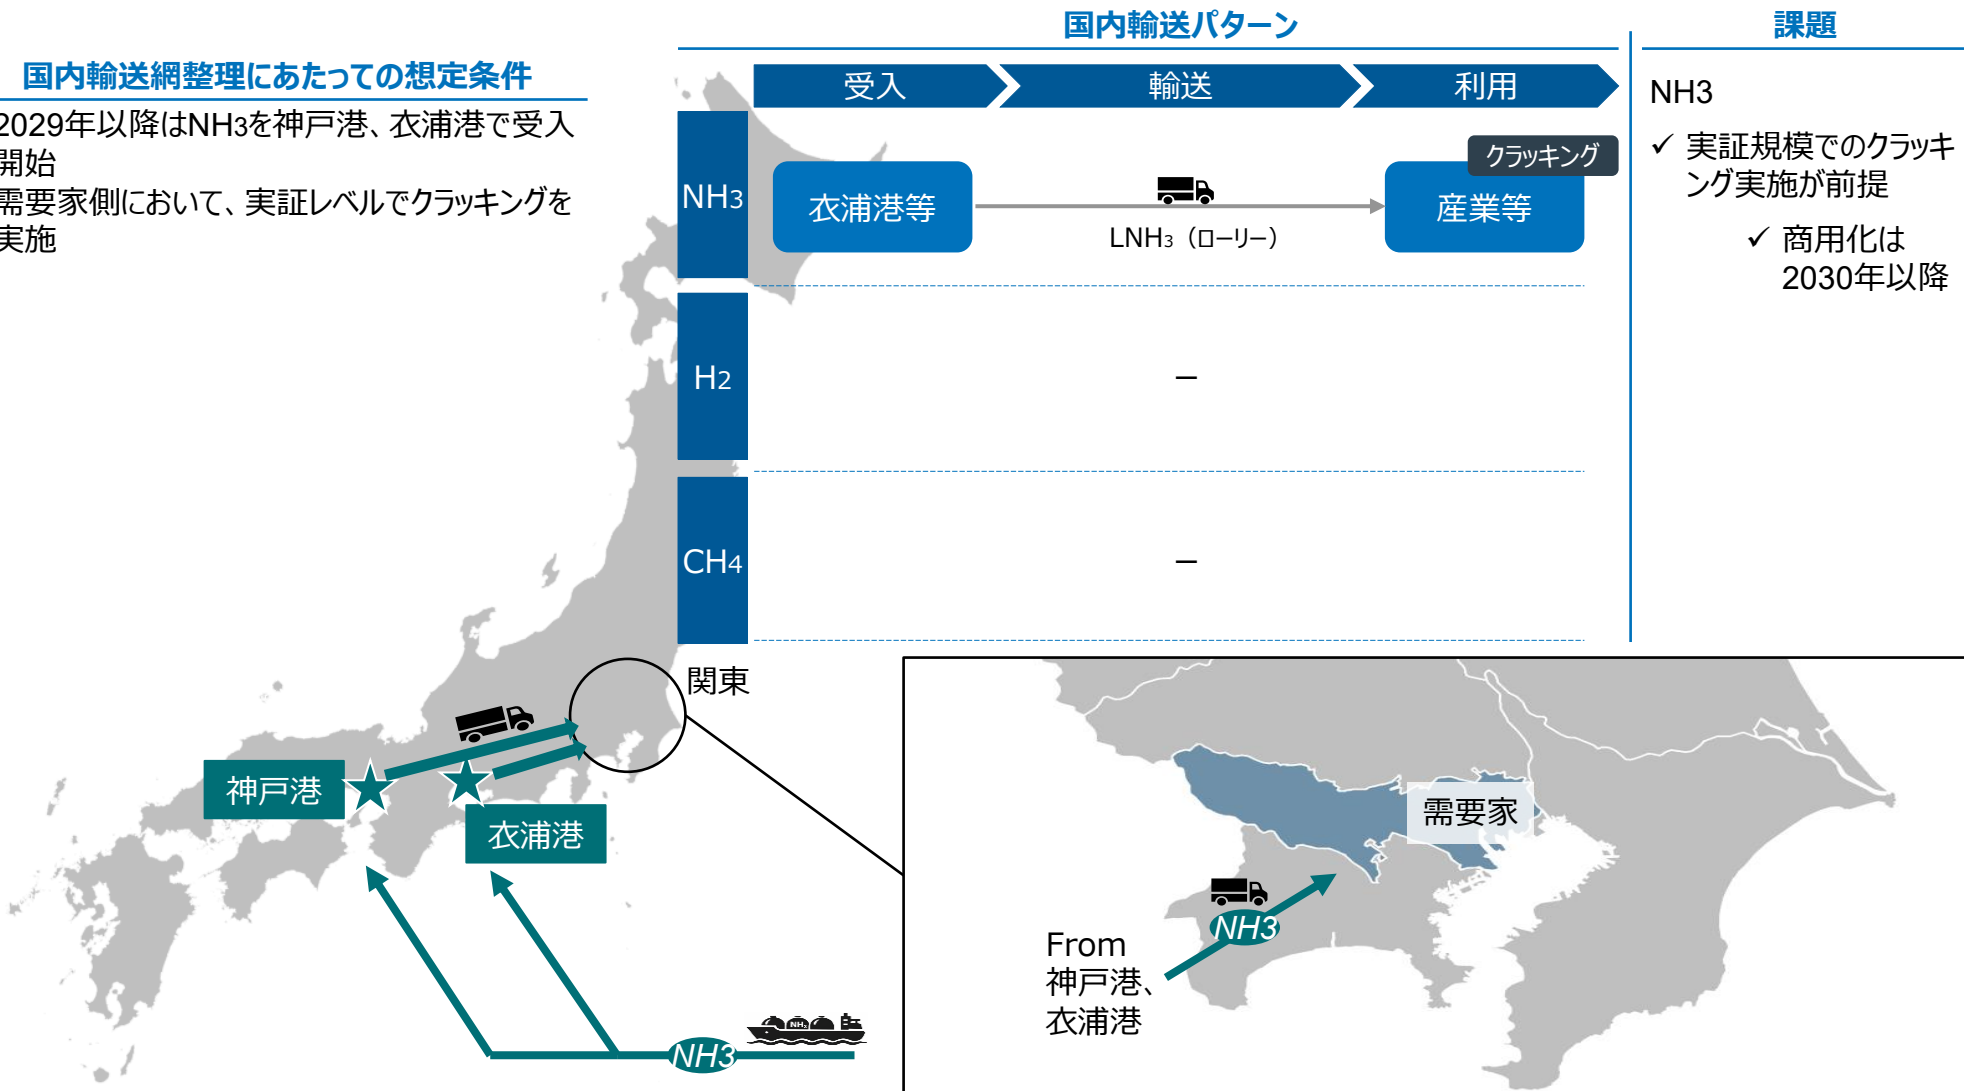 国内輸送パターン
課題
国内輸送網整理にあたっての想定条件
2029年以降はNH3を神戸港、衣浦港で受入
開始
需要家側において、実証レベルでクラッキングを
実施
受入
輸送
利用
NH3
衣浦港等
LNH3（ローリー）
クラッキング
産業等
H2
–
CH4
–
NH3
✓ 実証規模でのクラッキ
ング実施が前提
✓ 商用化は
2030年以降
関東
神戸港
衣浦港
NH3
NH3
需要家
NH3
From
神戸港、
衣浦港